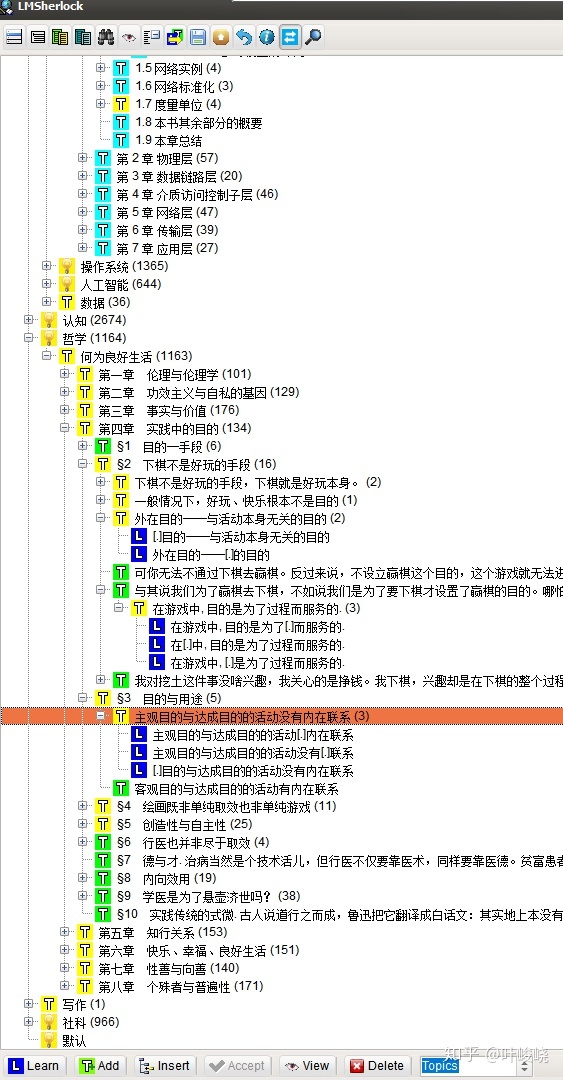 LMSherlock
1.5 网络实例 (4)
1.6 网络标准化 (3)
1.7 度量单位 (4)
1.8 本书其余部分的概要
1.9 本章总结
第 2 章 物理层 (57)
第 3 章 数据链路层 (20)
第 4 章 介质访问控制子层 (46)
第 5 章 网络层 (47)
第 6 章 传输层 (39)
第 7 章 应用层 (27)
操作系统 (1365)
人工智能 (644)
数据 (36)
认知 (2674)
哲学 (1164)
何为良好生活 (1163)
第一章 伦理与伦理学 (101)
第二章 功效主义与自私的基因 (129)
第三章 事实与价值 (176)
第四章 实践中的目的 (134)
§1 目的—手段 (6)
§2 下棋不是好玩的手段 (16)
下棋不是好玩的手段，下棋就是好玩本身。 (2)
一般情况下，好玩、快乐根本不是目的 (1)
外在目的——与活动本身无关的目的 (2)
[.]目的——与活动本身无关的目的
外在目的——[.]的目的
可你无法不通过下棋去赢棋。反过来说，不设立赢棋这个目的，这个游戏就无法进
与其说我们为了赢棋去下棋，不如说我们是为了要下棋才设置了赢棋的目的。哪怕
在游戏中, 目的是为了过程而服务的. (3)
在游戏中, 目的是为了[.]而服务的.
在[.]中, 目的是为了过程而服务的.
在游戏中, [.]是为了过程而服务的.
我对挖土这件事没啥兴趣，我关心的是挣钱。我下棋，兴趣却是在下棋的整个过程
§3 目的与用途 (5)
主观目的与达成目的的活动没有内在联系 (3)
主观目的与达成目的的活动[.]内在联系
主观目的与达成目的的活动没有[.]联系
[.]目的与达成目的的活动没有内在联系
客观目的与达成目的的活动有内在联系
§4 绘画既非单纯取效也非单纯游戏 (11)
§5 创造性与自主性 (25)
§6 行医也并非尽于取效 (4)
§7 德与才. 治病当然是个技术活儿，但行医不仅要靠医术，同样要靠医德。贫富患者
§8 内向效用 (19)
§9 学医是为了悬壶济世吗？ (38)
§10 实践传统的式微. 古人说道行之而成，鲁迅把它翻译成白话文：其实地上本没有
第五章 知行关系 (153)
第六章 快乐、幸福、良好生活 (151)
第七章 性善与向善 (140)
第八章 个殊者与普遍性 (171)
写作 (1)
社科 (966)
默认
知乎 @叶峻峣
Learn Add Insert Accept View Delete Topics